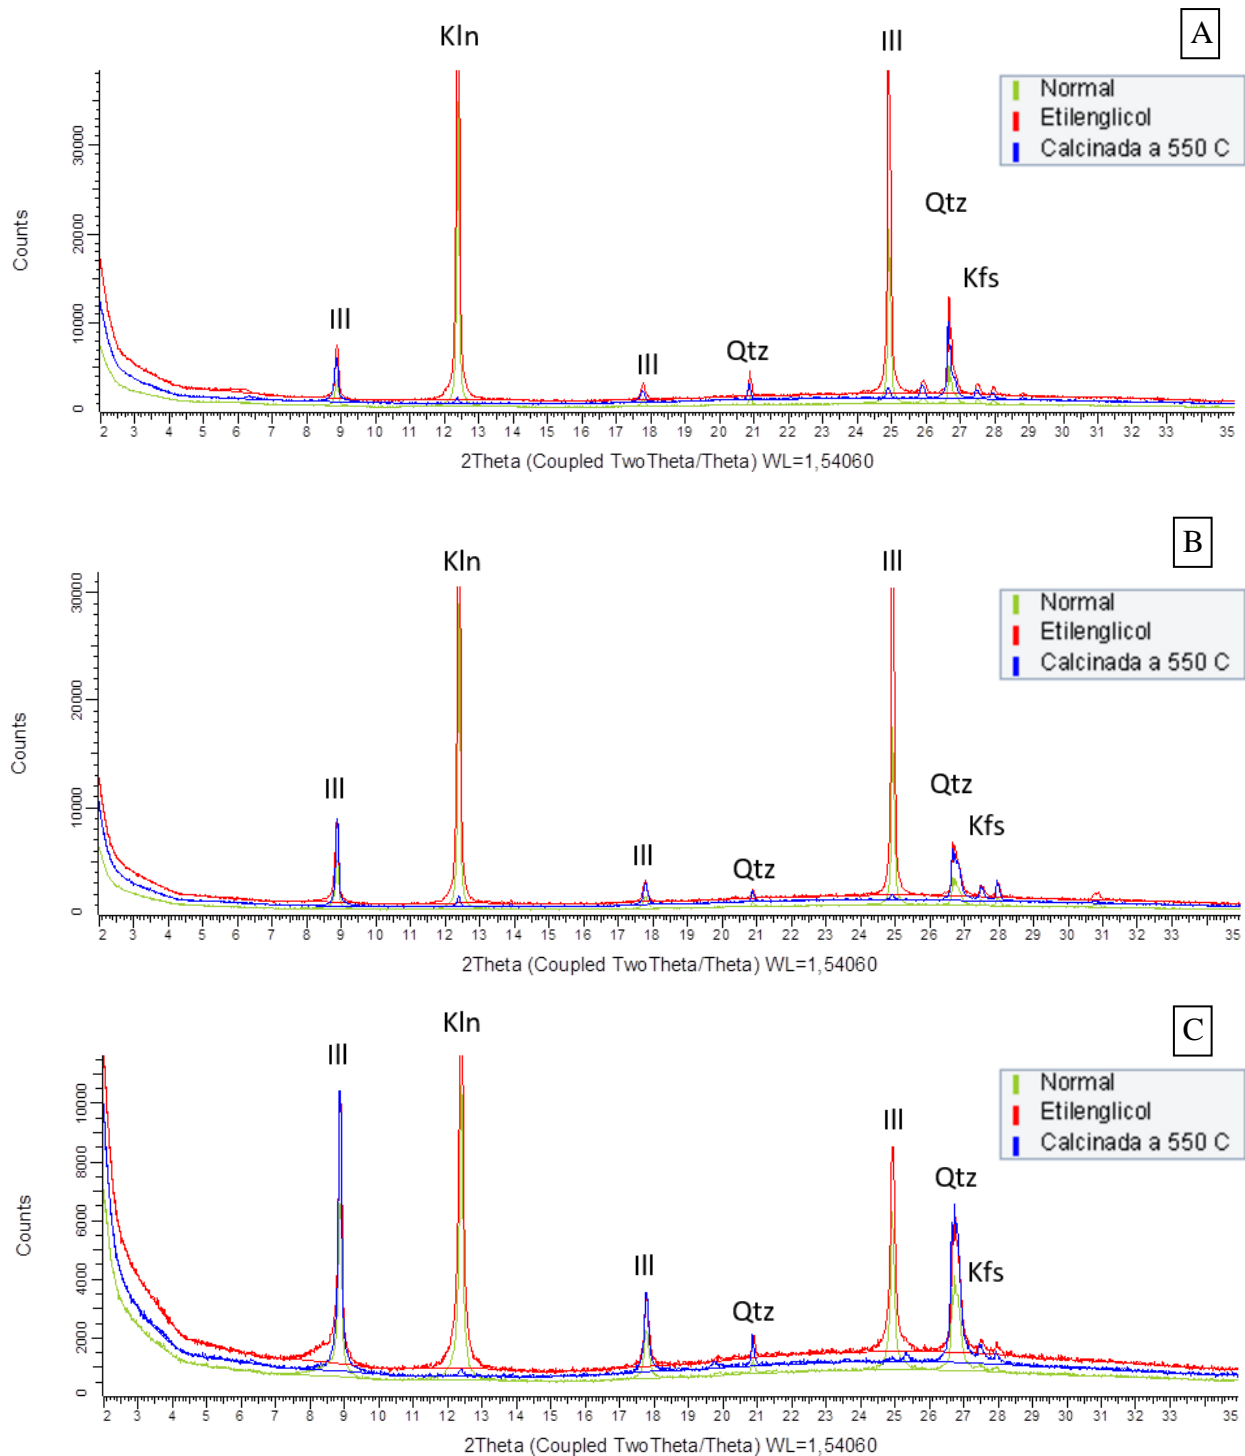 A
Kln
Ill
Normal
Etilenglicol
Calcinada a 550 C
Qtz
Kfs
Ill
Ill
Qtz
Counts
0 10000 20000 30000
2 3 4 5 6 7 8 9 10 11 12 13 14 15 16 17 18 19 20 21 22 23 24 25 26 27 28 29 30 31 32 33 35
2Theta (Coupled TwoTheta/Theta) WL=1,54060
B
Kln
Ill
Normal
Etilenglicol
Calcinada a 550 C
Ill
Qtz
Kfs
Ill
Qtz
Counts
0 10000 20000 30000
2 3 4 5 6 7 8 9 10 11 12 13 14 15 16 17 18 19 20 21 22 23 24 25 26 27 28 29 30 31 32 33 35
2Theta (Coupled TwoTheta/Theta) WL=1,54060
C
Kln
Ill
Normal
Etilenglicol
Calcinada a 550 C
Ill
Qtz
Ill
Kfs
Qtz
Counts
0 2000 4000 6000 8000 10000
2 3 4 5 6 7 8 9 10 11 12 13 14 15 16 17 18 19 20 21 22 23 24 25 26 27 28 29 30 31 32 33 35
2Theta (Coupled TwoTheta/Theta) WL=1,54060